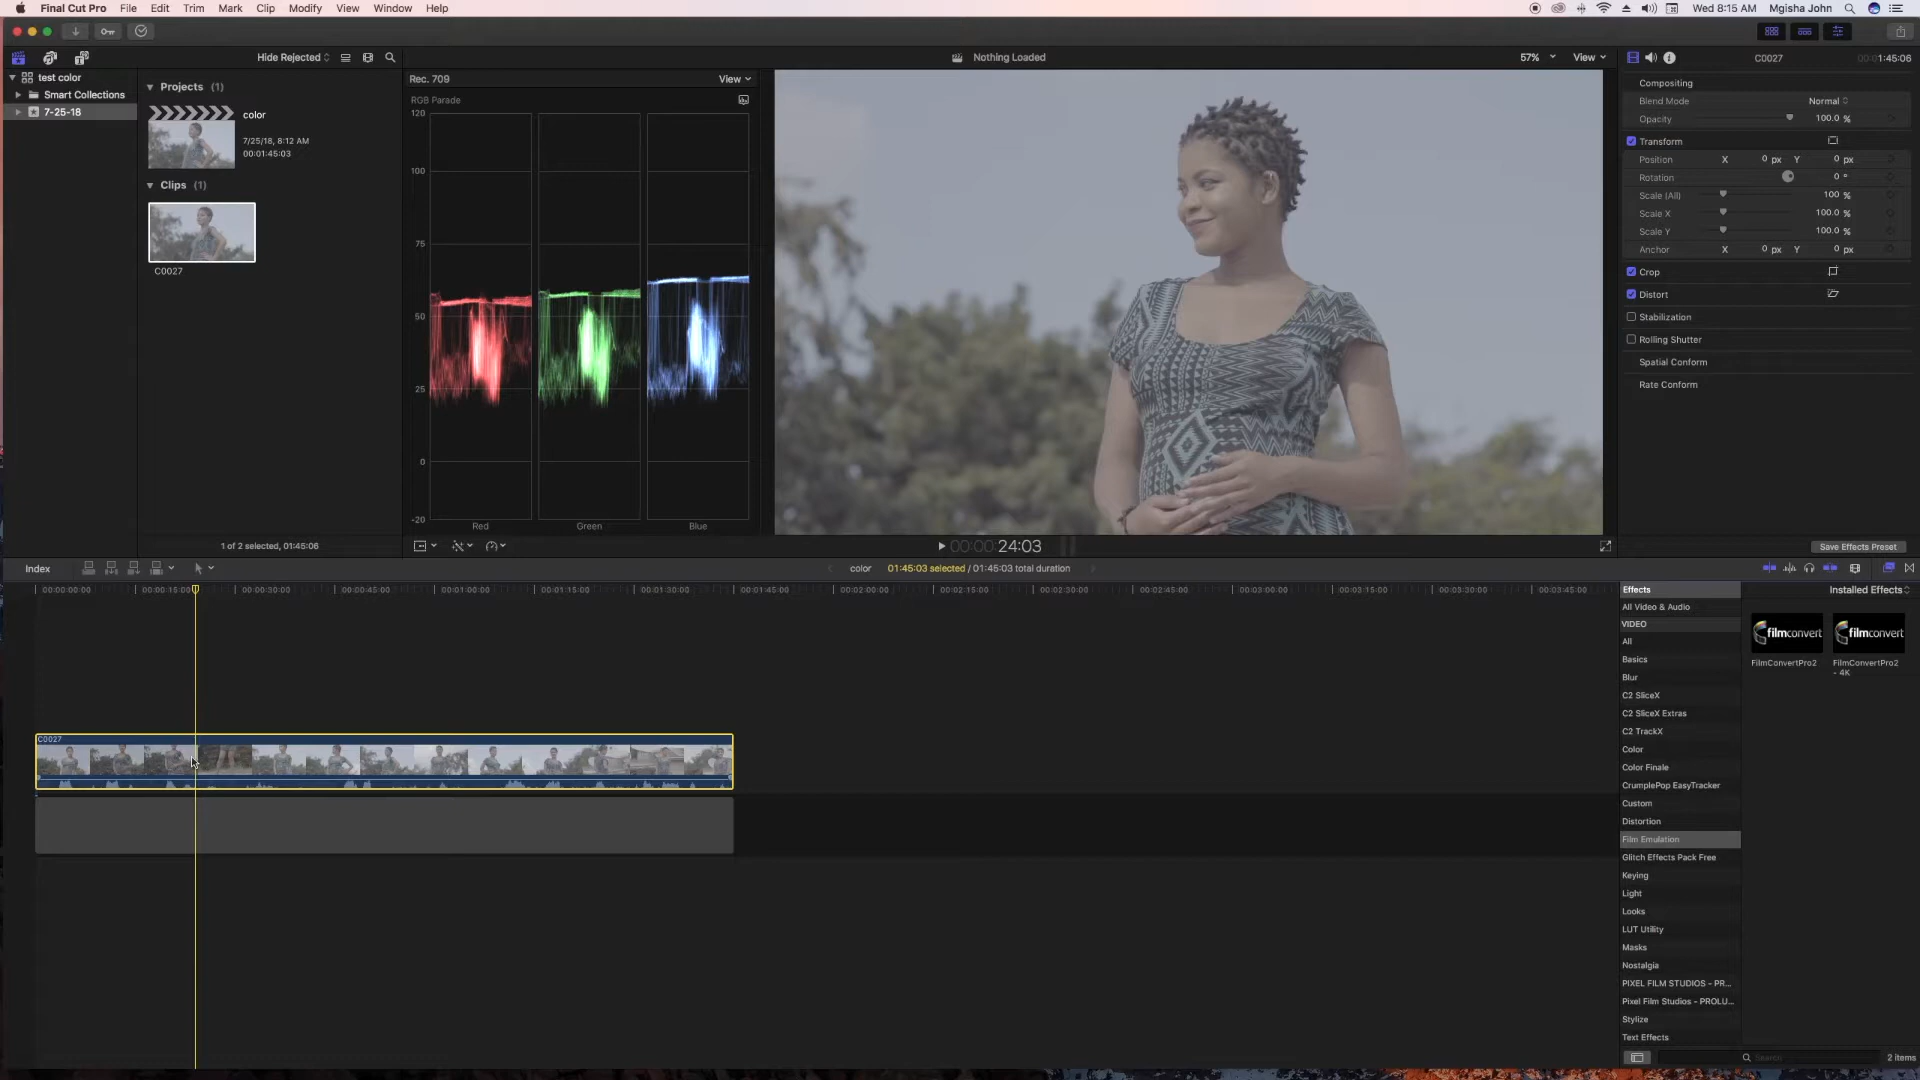 Final Cut Pro File Edit Trim Mark Clip Modify View Window Help
Wed 8:15 AM Mgisha John
Hide Rejected
Nothing Loaded
57% View
C0027
1:45:06
test color
Smart Collections
7-25-18
Projects (1)
color
7/25/18, 8:12 AM
00:01:45:03
Clips (1)
C0027
1 of 2 selected, 01:45:06
Rec. 709
View
RGB Parade
120
100
75
50
25
0
-20
Red
Green
Blue
00:00:24:03
Compositing
Blend Mode Normal
Opacity 100.0 %
Transform
Position X 0 px Y 0 px
Rotation 0 °
Scale (All) 100 %
Scale X 100.0 %
Scale Y 100.0 %
Anchor X 0 px Y 0 px
Crop
Distort
Stabilization
Rolling Shutter
Spatial Conform
Rate Conform
Save Effects Preset
Index
color
01:45:03 selected / 01:45:03 total duration
00:00:00:00 00:00:15:00 00:00:30:00 00:00:45:00 00:01:00:00 00:01:15:00 00:01:30:00 00:01:45:00 00:02:00:00 00:02:15:00 00:02:30:00 00:02:45:00 00:03:00:00 00:03:15:00 00:03:30:00 00:03:45:00
C0027
Effects
Installed Effects
All Video & Audio
VIDEO
All
Basics
Blur
C2 SliceX
C2 SliceX Extras
C2 TrackX
Color
Color Finale
CrumplePop EasyTracker
Custom
Distortion
Film Emulation
Glitch Effects Pack Free
Keying
Light
Looks
LUT Utility
Masks
Nostalgia
PIXEL FILM STUDIOS - PR...
Pixel Film Studios - PROLU...
Stylize
Text Effects
filmconvert
FilmConvertPro2
filmconvert
FilmConvertPro2
- 4K
Search
2 items